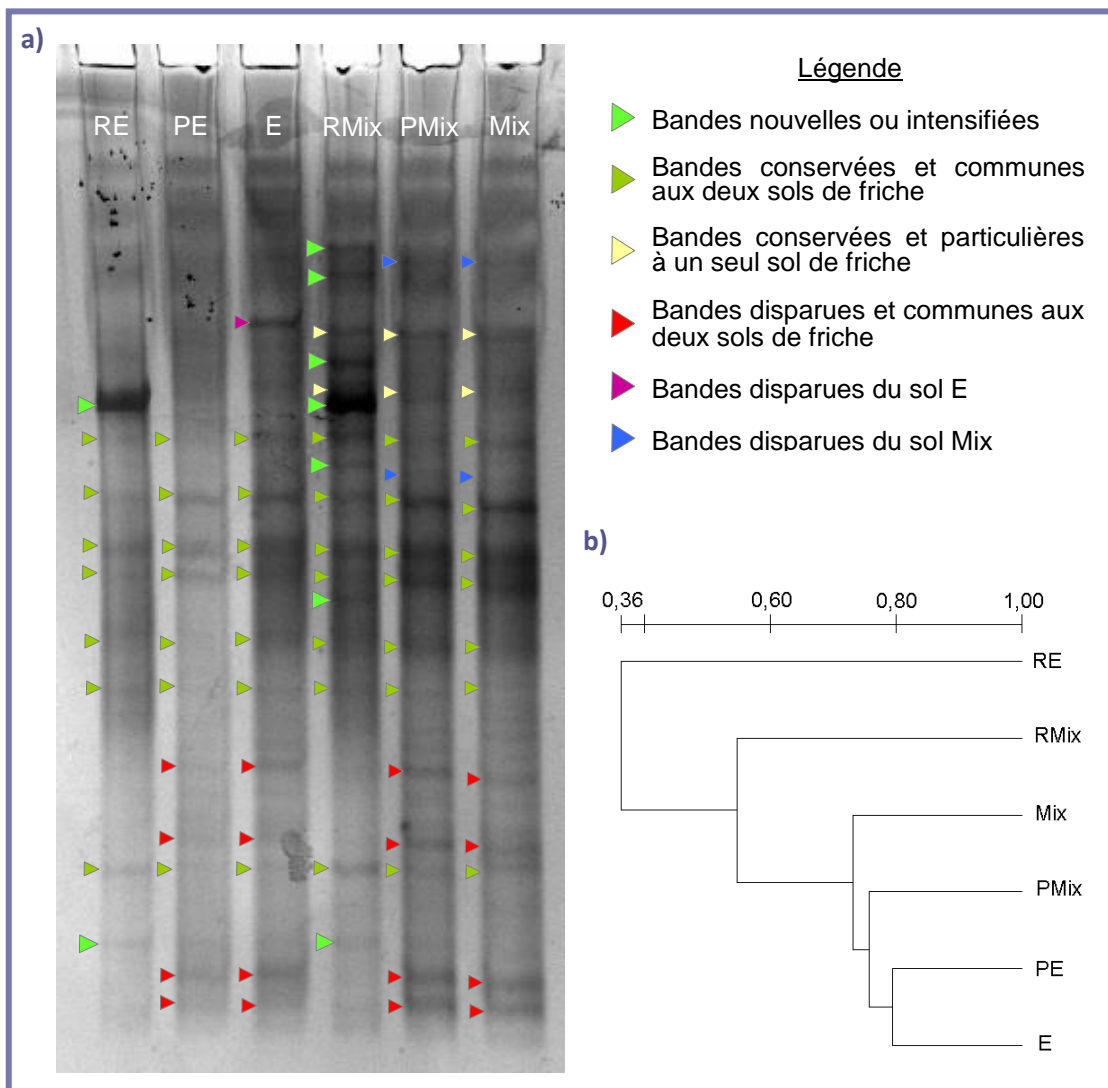 a)
RE PE E RMix PMix Mix
Légende
Bandes nouvelles ou intensifiées
Bandes conservées et communes
aux deux sols de friche
Bandes conservées et particulières
à un seul sol de friche
Bandes disparues et communes aux
deux sols de friche
Bandes disparues du sol E
Bandes disparues du sol Mix
b)
0,36 0,60 0,80 1,00
RE
RMix
Mix
PMix
PE
E